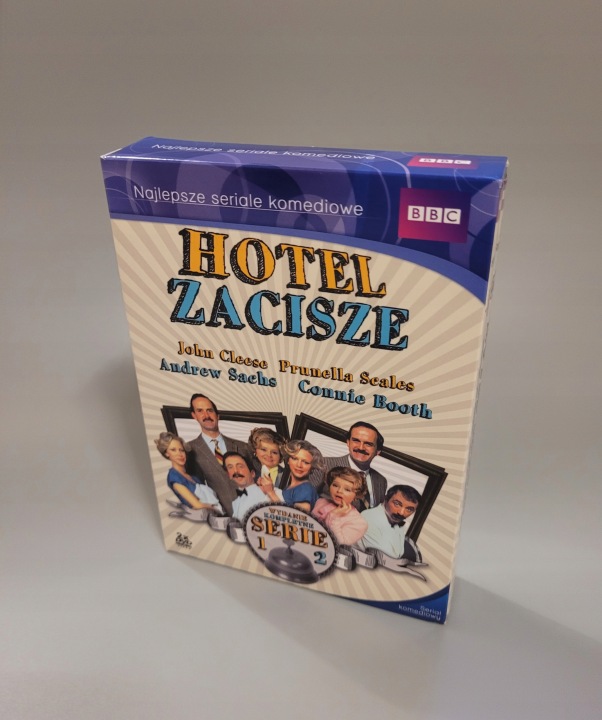 Najlepsze seriale komediowe
BBC
Najlepsze seriale komediowe
BBC
HOTEL
ZACISZE
John Cleese Prunella Scales
Andrew Sachs Connie Booth
WYDANIE
KOMPLETNE
SERIE
1 2
Serial
komediowy